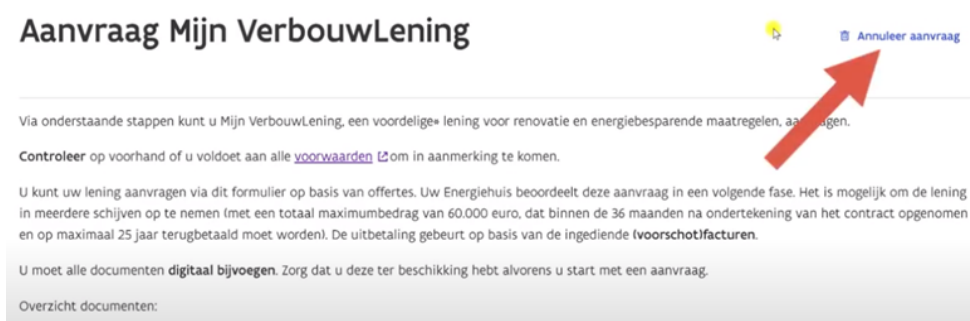 Aanvraag Mijn VerbouwLening
Annuleer aanvraag
Via onderstaande stappen kunt u Mijn VerbouwLening, een voordelige lening voor renovatie en energiebesparende maatregelen,
Controleer op voorhand of u voldoet aan alle voorwaarden om in aanmerking te komen.
U kunt uw lening aanvragen via dit formulier op basis van offertes. Uw Energiehuis beoordeelt deze aanvraag in een volgende fase. Het is mogelijk om de lening
in meerdere schijven op te nemen (met een totaal maximumbedrag van 60.000 euro, dat binnen de 36 maanden na ondertekening van het contract opgenomen
en op maximaal 25 jaar terugbetaald moet worden). De uitbetaling gebeurt op basis van de ingediende (voorschot)facturen.
U moet alle documenten digitaal bijvoegen. Zorg dat u deze ter beschikking hebt alvorens u start met een aanvraag.
Overzicht documenten: